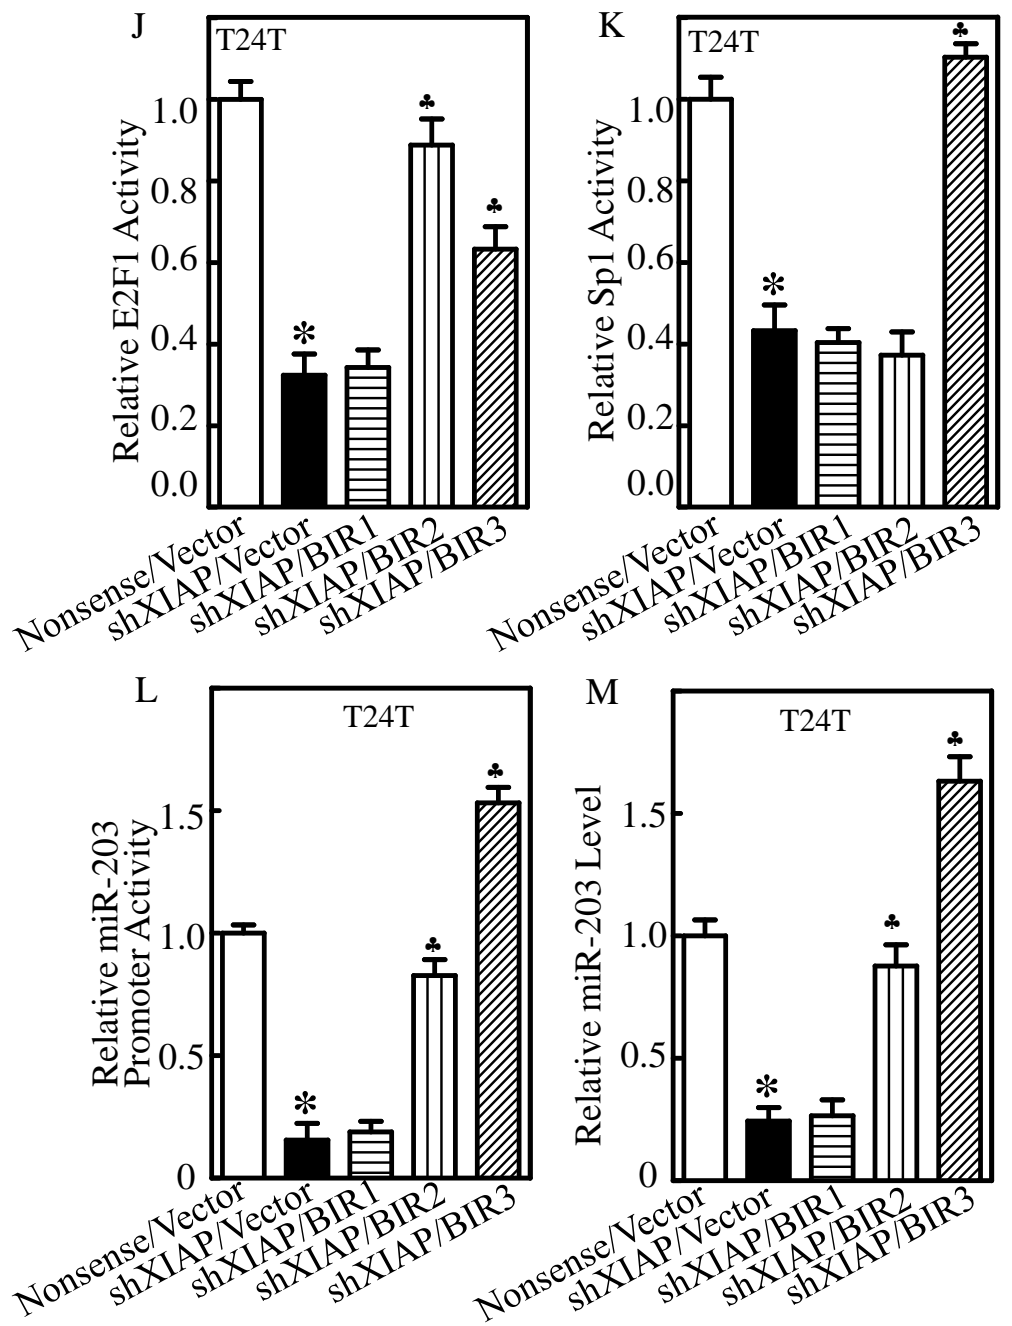 J
T24T
Relative E2F1 Activity
1.0
0.8
0.6
0.4
0.2
0.0
*
♣
♣
Nonsense/Vector
shXIAP/Vector
shXIAP/BIR1
shXIAP/BIR2
shXIAP/BIR3
K
T24T
Relative Sp1 Activity
1.0
0.8
0.6
0.4
0.2
0.0
*
♣
Nonsense/Vector
shXIAP/Vector
shXIAP/BIR1
shXIAP/BIR2
shXIAP/BIR3
L
T24T
Relative miR-203
Promoter Activity
1.5
1.0
0.5
0
*
♣
♣
Nonsense/Vector
shXIAP/Vector
shXIAP/BIR1
shXIAP/BIR2
shXIAP/BIR3
M
T24T
Relative miR-203 Level
1.5
1.0
0.5
0
*
♣
♣
Nonsense/Vector
shXIAP/Vector
shXIAP/BIR1
shXIAP/BIR2
shXIAP/BIR3